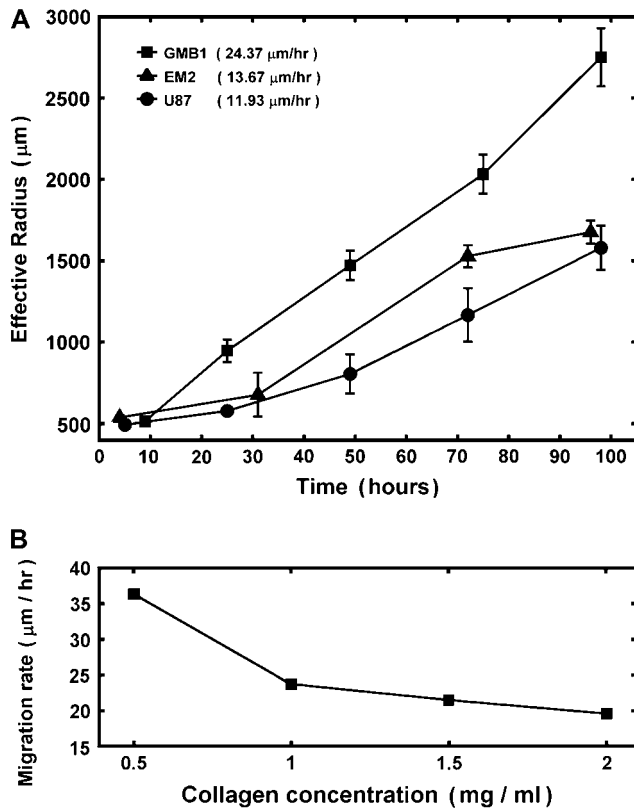 A
3000
2500
2000
1500
1000
500
Effective Radius (μm)
GMB1 ( 24.37 μm/hr)
EM2 ( 13.67 μm/hr)
U87 ( 11.93 μm/hr)
0 10 20 30 40 50 60 70 80 90 100
Time (hours)
B
40
35
30
25
20
15
Migration rate ( μm / hr )
0.5 1 1.5 2
Collagen concentration ( mg / ml )